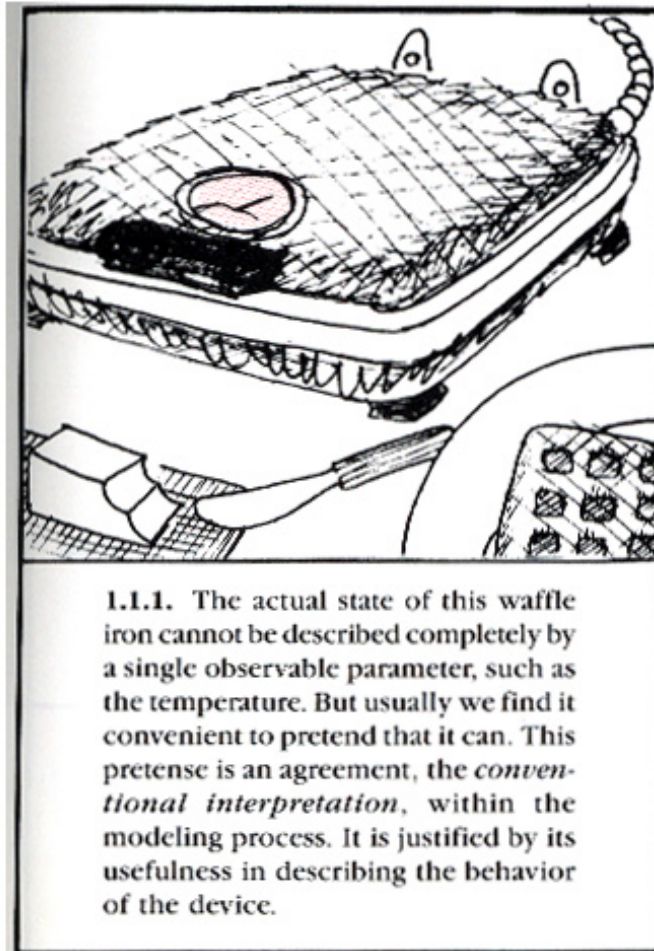 1.1.1. The actual state of this waffle
iron cannot be described completely by
a single observable parameter, such as
the temperature. But usually we find it
convenient to pretend that it can. This
pretense is an agreement, the conven-
tional interpretation, within the
modeling process. It is justified by its
usefulness in describing the behavior
of the device.